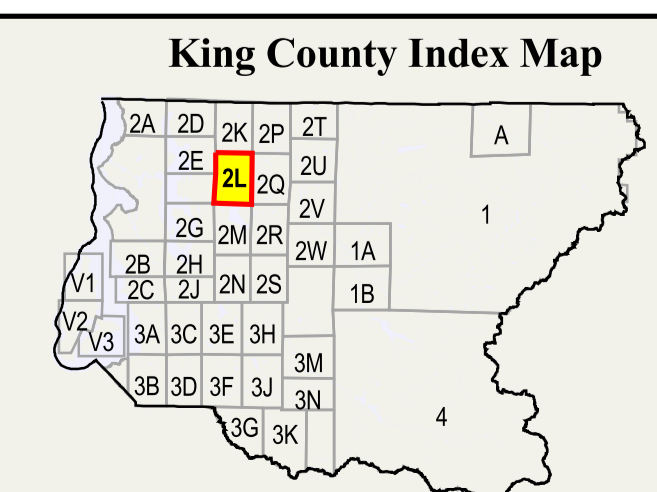 King County Index Map
2A 2D 2K 2P 2T A
2E 2L 2Q 2U
2V 1
2G 2M 2R 2W 1A
2B 2H
V1 2C 2J 2N 2S 1B
V2 V3 3A 3C 3E 3H
3M
3B 3D 3F 3J 3N
3G 3K 4